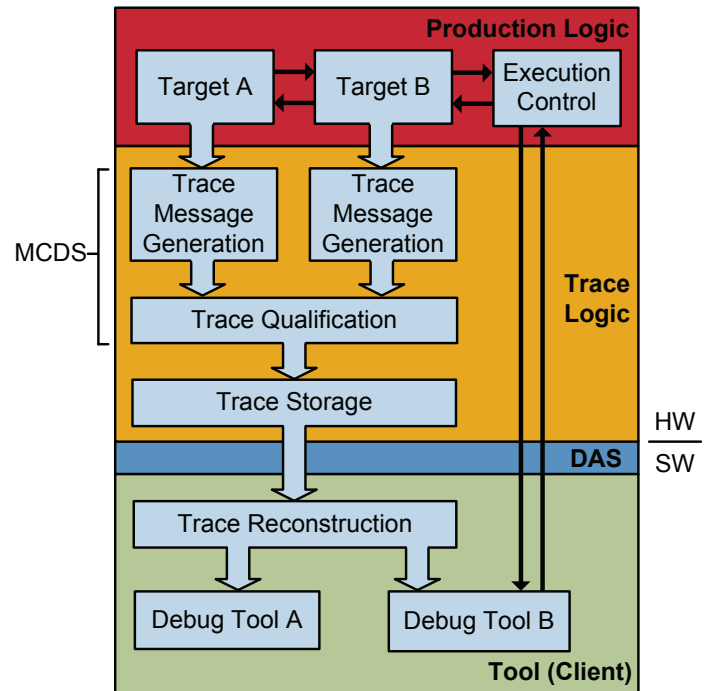 Production Logic
Target A
Target B
Execution
Control
Trace
Message
Generation
Trace
Message
Generation
MCDS
Trace
Logic
Trace Qualification
Trace Storage
HW
DAS
SW
Trace Reconstruction
Debug Tool A
Debug Tool B
Tool (Client)